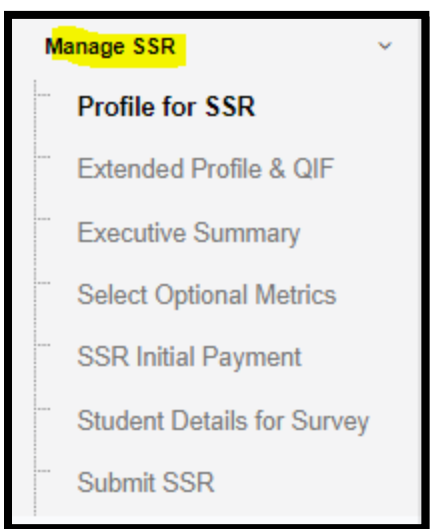 Manage SSR
Profile for SSR
Extended Profile & QIF
Executive Summary
Select Optional Metrics
SSR Initial Payment
Student Details for Survey
Submit SSR